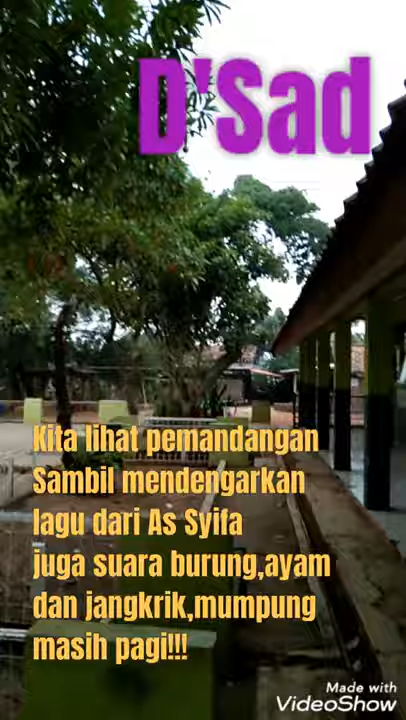 D'Sad
Kita lihat pemandangan
Sambil mendengarkan
lagu dari As Syifa
juga suara burung,ayam
dan jangkrik,mumpung
masih pagi!!!
Made with
VideoShow